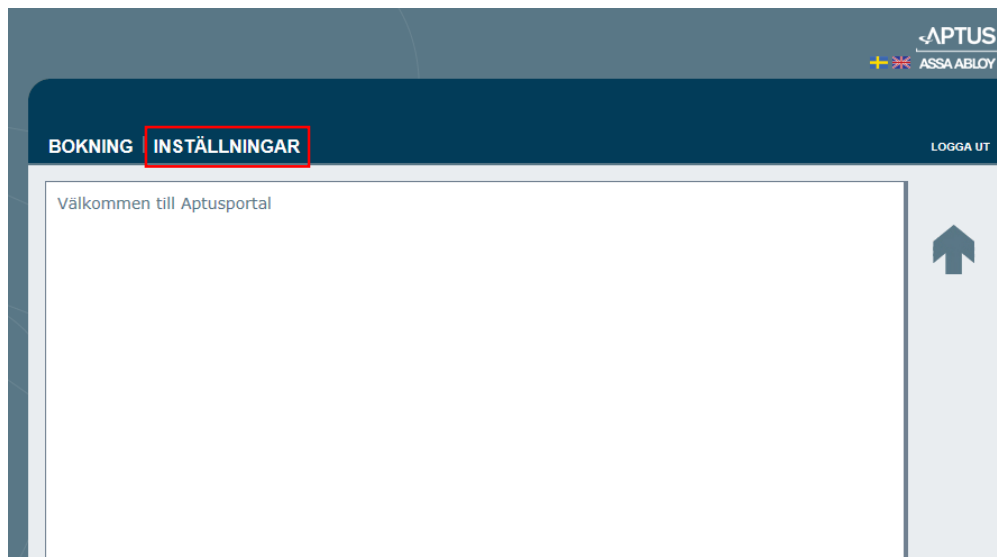 APTUS
ASSA ABLOY
BOKNING
INSTÄLLNINGAR
LOGGA UT
Välkommen till Aptusportal